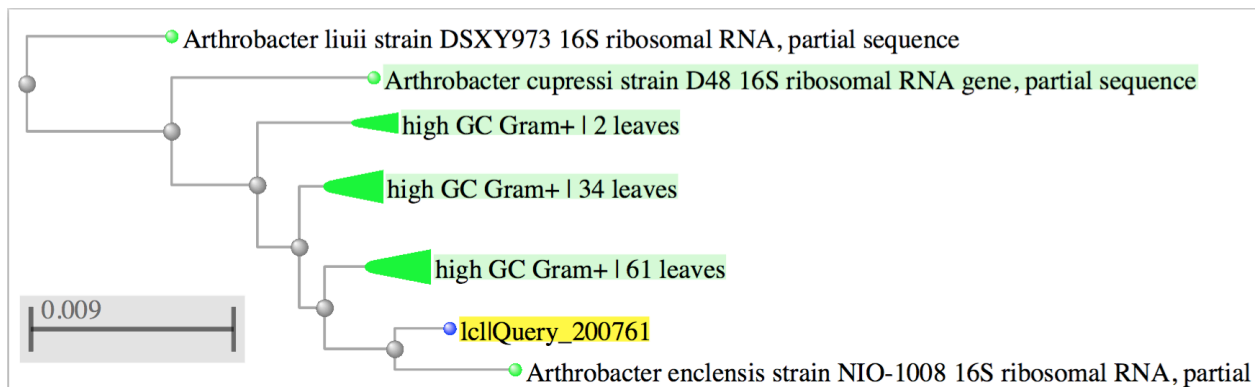 Arthrobacter liuii strain DSXY973 16S ribosomal RNA, partial sequence
Arthrobacter cupressi strain D48 16S ribosomal RNA gene, partial sequence
high GC Gram+ | 2 leaves
high GC Gram+ | 34 leaves
high GC Gram+ | 61 leaves
0.009
lcl|Query_200761
Arthrobacter enclensis strain NIO-1008 16S ribosomal RNA, partial